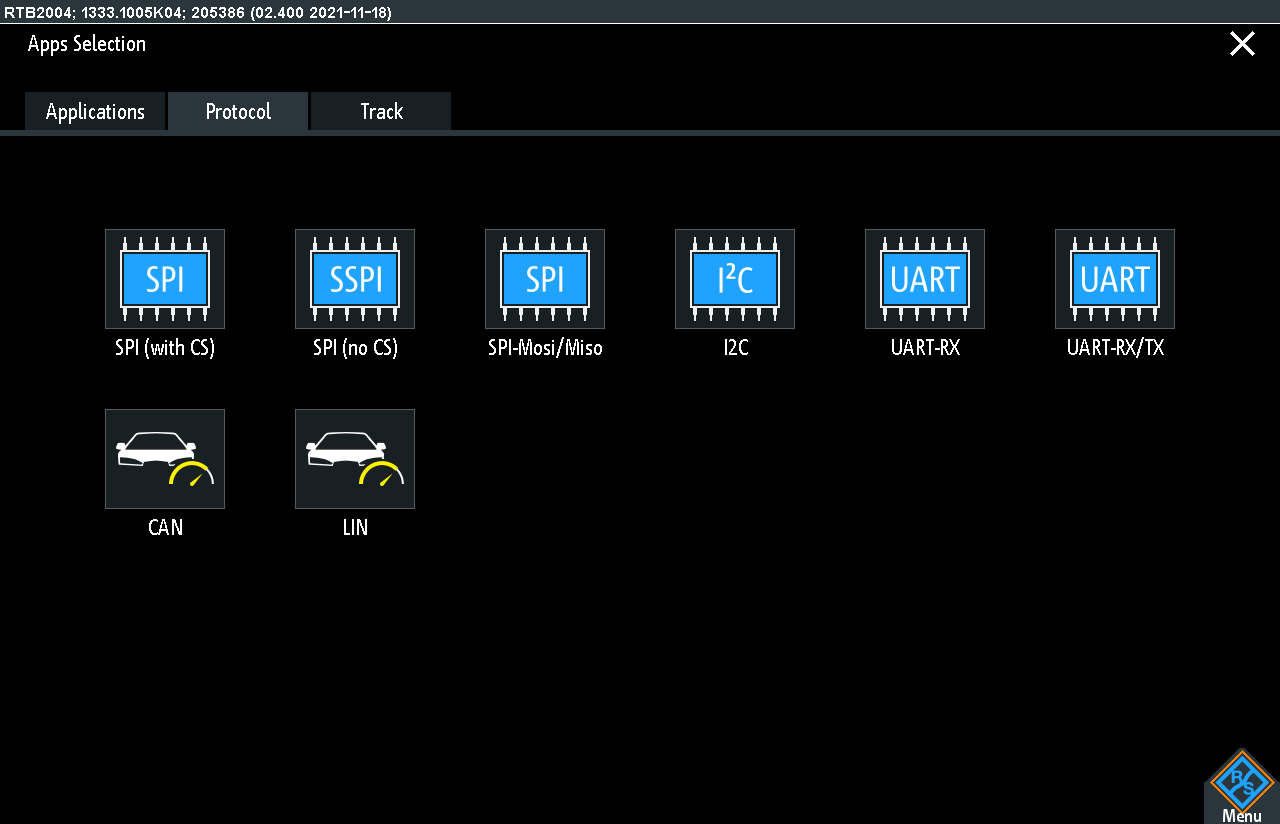 RTB2004; 1333.1005K04; 205386 (02.400 2021-11-18)
Apps Selection
Applications Protocol Track
SPI SSPI SPI I²C UART UART
SPI (with CS) SPI (no CS) SPI-Mosi/Miso I2C UART-RX UART-RX/TX
CAN LIN
R S
Menu